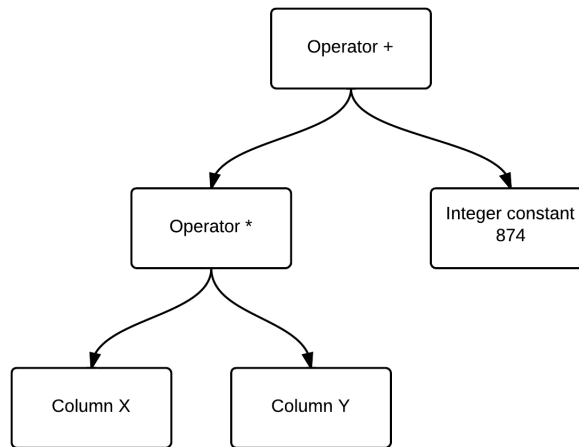 Operator +
Operator *
Integer constant
874
Column X
Column Y